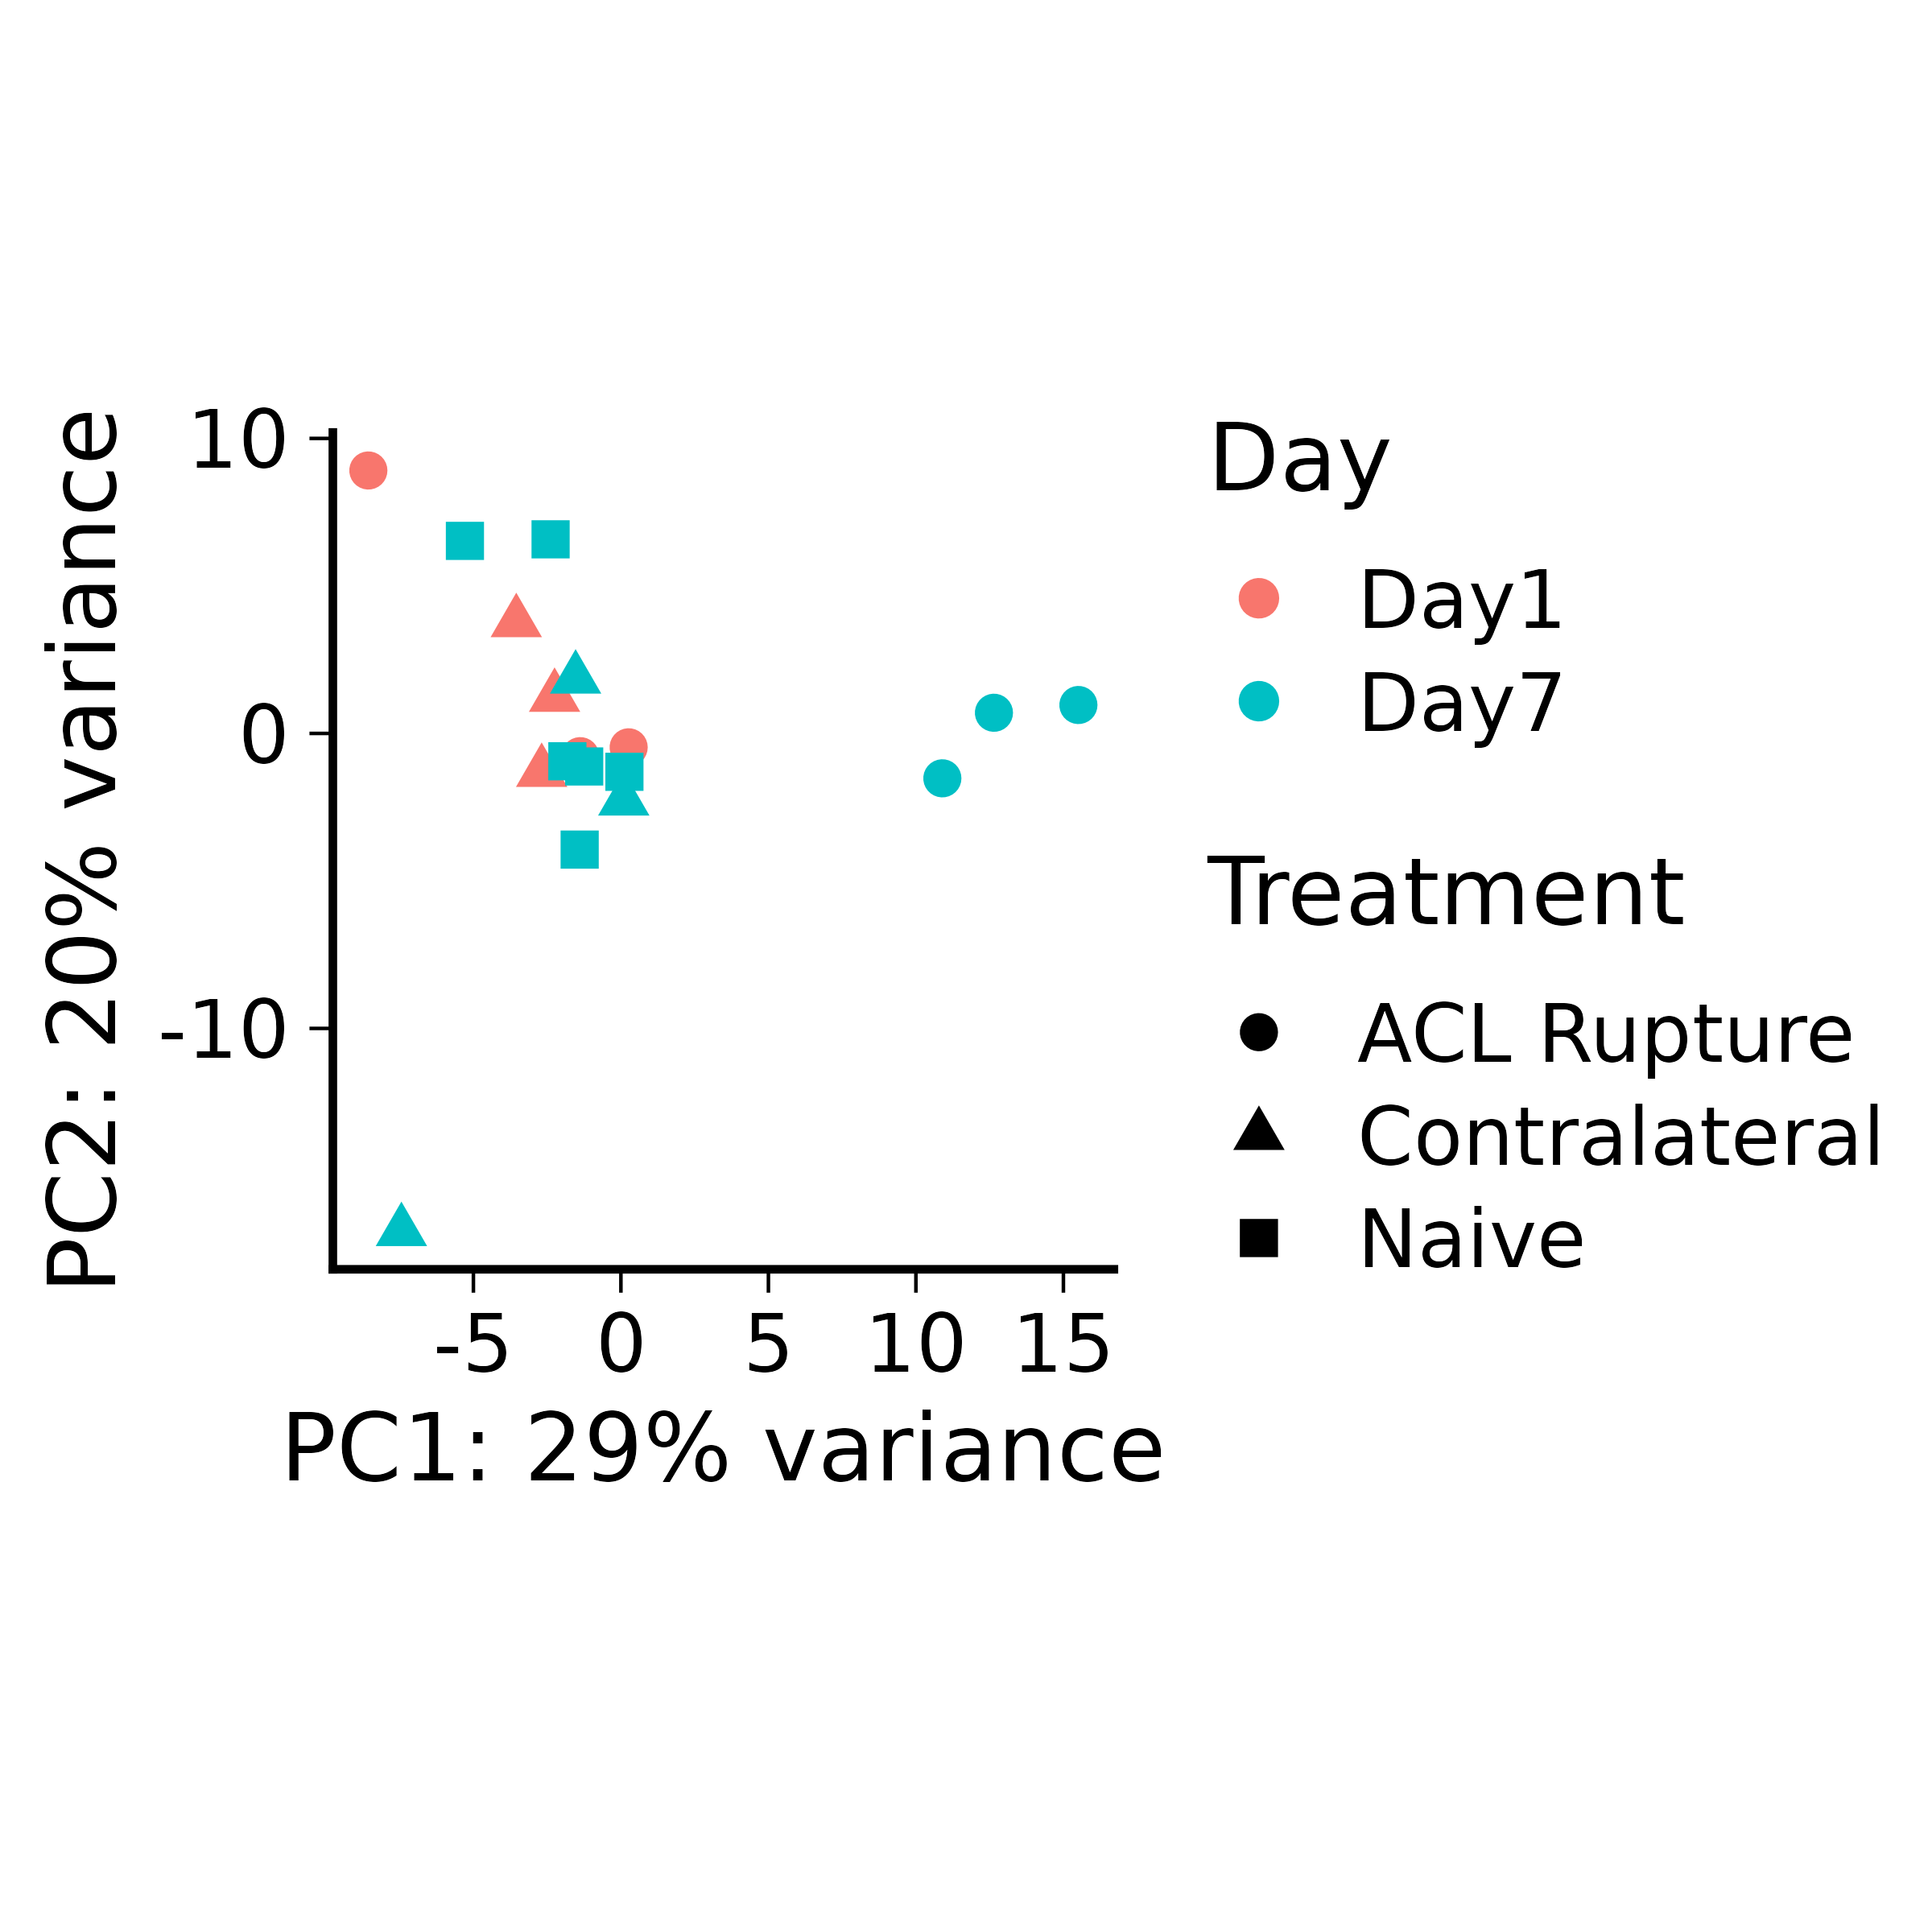 PC2: 20% variance
10
0
-10
-5 0 5 10 15
PC1: 29% variance
Day
Day1
Day7
Treatment
ACL Rupture
Contralateral
Naive